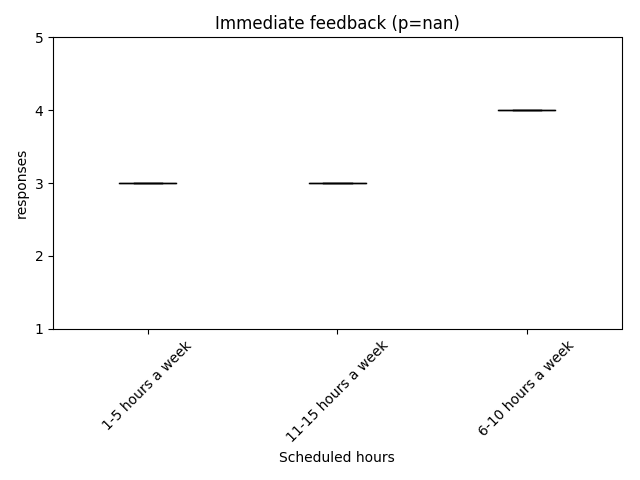 Immediate feedback (p=nan)
5
4
3
2
1
responses
1-5 hours a week
11-15 hours a week
6-10 hours a week
Scheduled hours